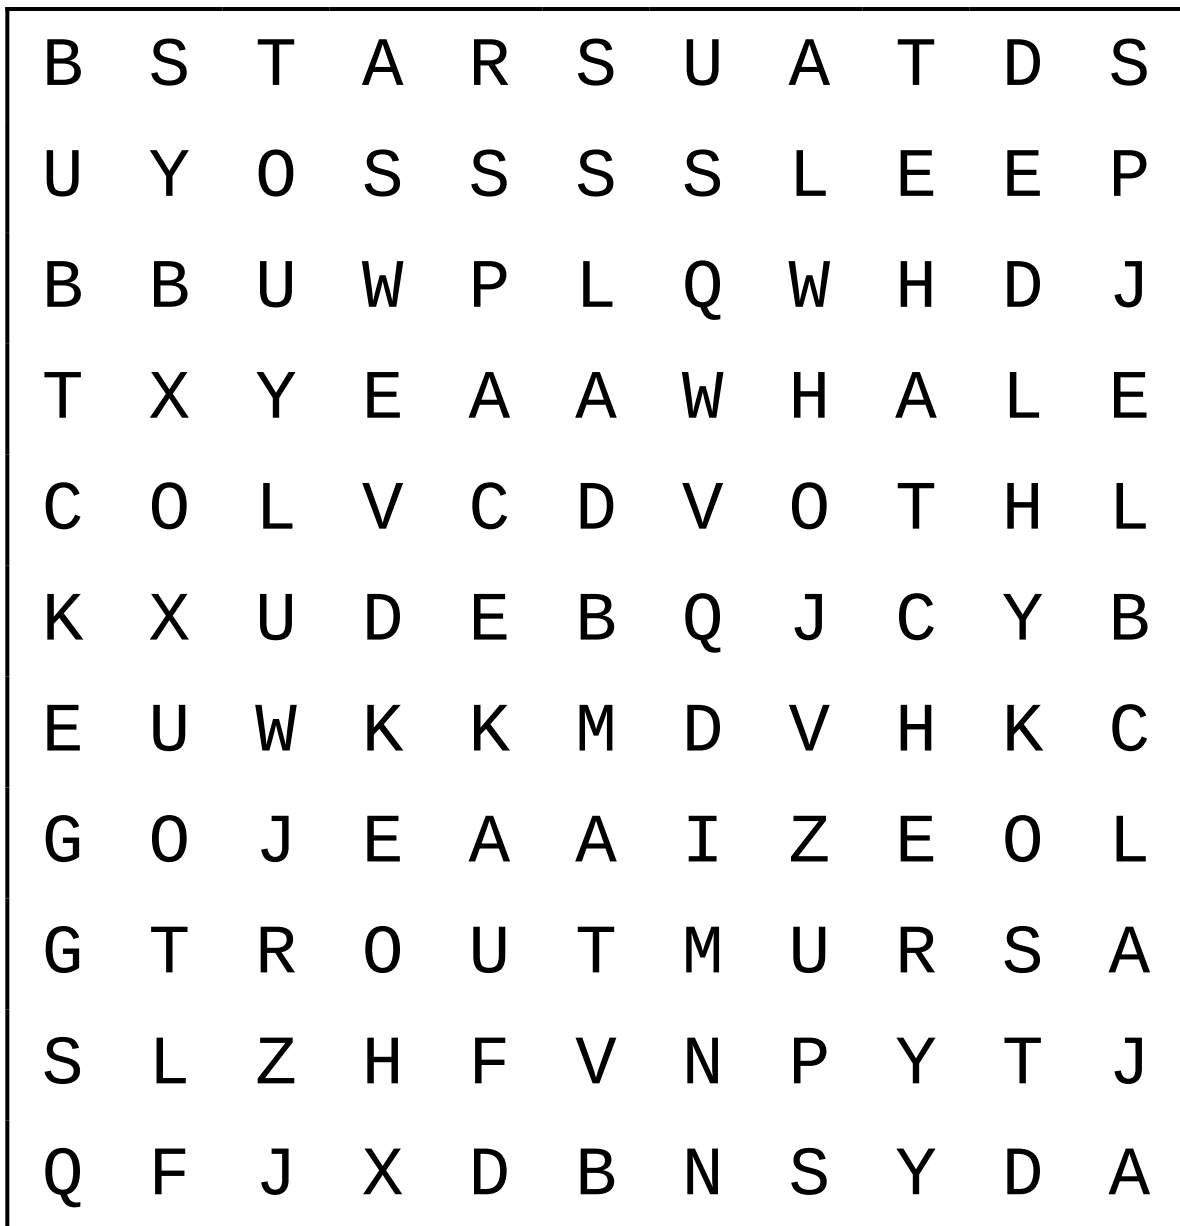 B S T A R S U A T D S
U Y O S S S S L E E P
B B U W P L Q W H D J
T X Y E A A W H A L E
C O L V C D V O T H L
K X U D E B Q J C Y B
E U W K K M D V H K C
G O J E A A I Z E O L
G T R O U T M U R S A
S L Z H F V N P Y T J
Q F J X D B N S Y D A